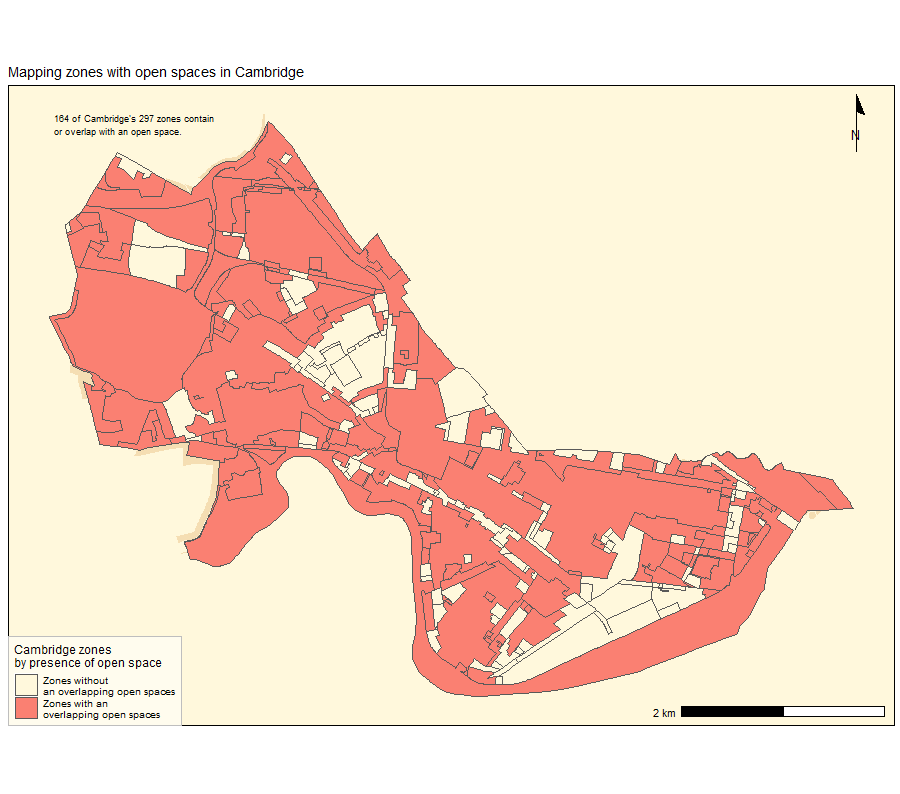 Mapping zones with open spaces in Cambridge
164 of Cambridge's 297 zones contain
or overlap with an open space.
N
Cambridge zones
by presence of open space
Zones without
an overlapping open spaces
Zones with an
overlapping open spaces
2 km